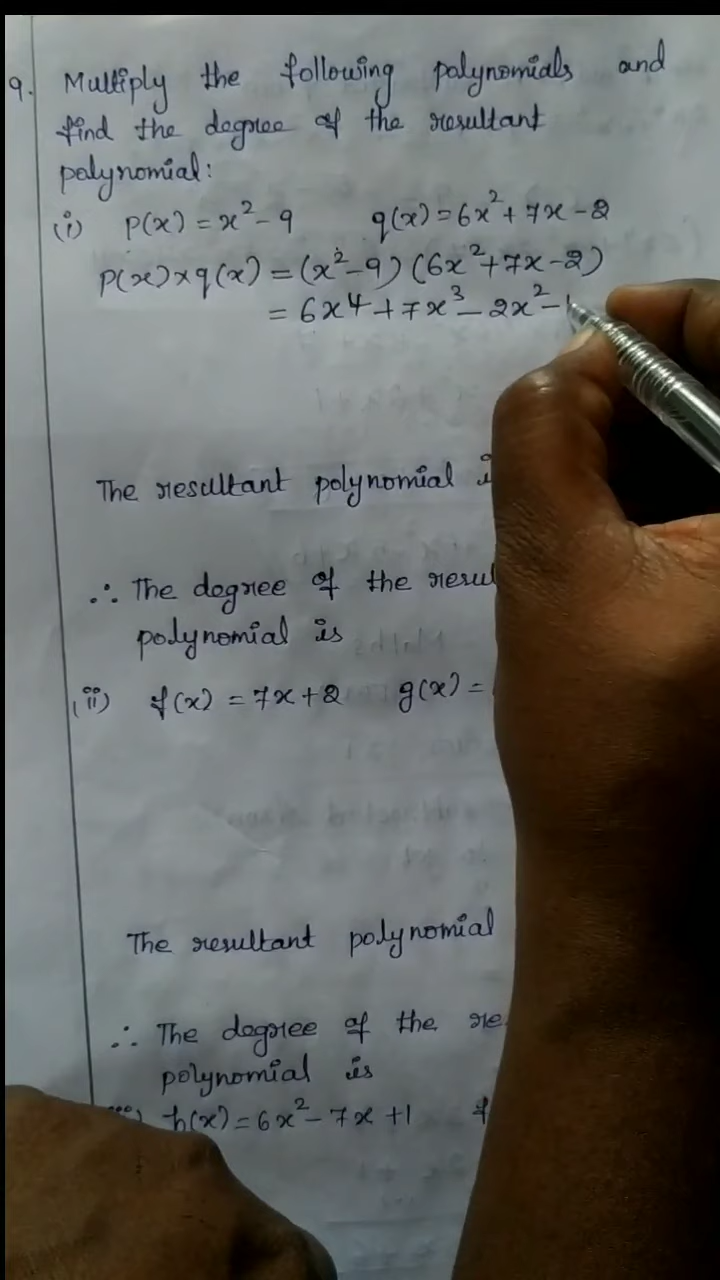 9. Multiply the following polynomials and
find the degree of the resultant
polynomial:
(i) p(x) = x² - 9 q(x) = 6x² + 7x - 2
p(x) × q(x) = (x² - 9) (6x² + 7x - 2)
= 6x⁴ + 7x³ - 2x² -
The resultant polynomial
∴ The degree of the
polynomial is
(ii) f(x) = 7x + 2 g(x) =
The resultant polynomial
∴ The degree of the
polynomial is
h(x) = 6x² - 7x + 1